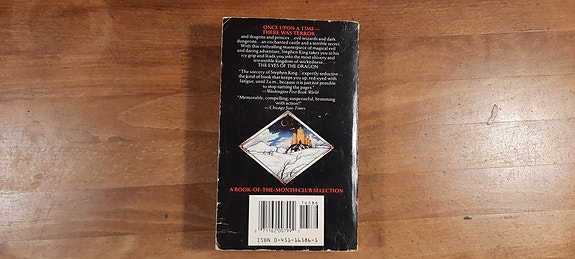 ONCE UPON A TIME—
THERE WAS TERROR
and dragons and princes... evil wizards and dark
dungeons... an enchanted castle and a terrible secret.
With this enthralling masterpiece of magical evil
and daring adventure, Stephen King takes you in his
icy grip and leads you into the most shivery and
irresistible kingdom of wickedness...
THE EYES OF THE DRAGON
"The sorcery of Stephen King... expertly seductive...
the kind of book that keeps you up, red-eyed with
fatigue, until 2 a.m., because it is just not possible
to stop turning the pages."
—Washington Post Book World
"Memorable, compelling, suspenseful, brimming
with action!"
—Chicago Sun-Times
A BOOK-OF-THE-MONTH CLUB SELECTION
16586
ISBN 0-451-16586-1